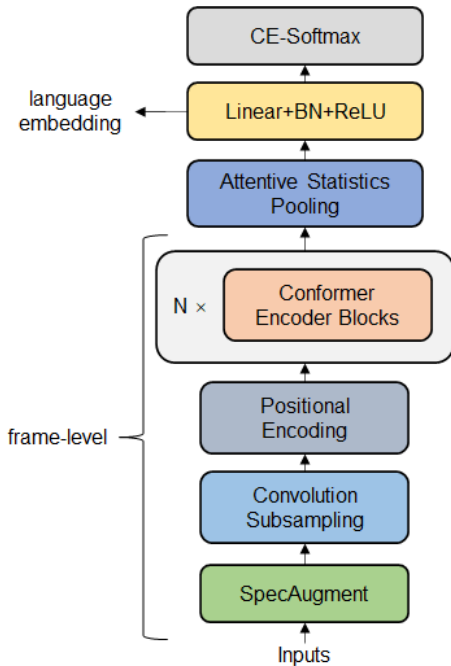 CE-Softmax
language
embedding
Linear+BN+ReLU
Attentive Statistics
Pooling
N ×
Conformer
Encoder Blocks
Positional
Encoding
frame-level
Convolution
Subsampling
SpecAugment
Inputs